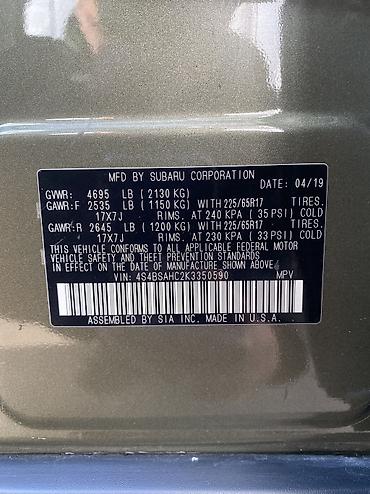 MFD BY SUBARU CORPORATION
DATE: 04/19
GVWR: 4695 LB (2130 KG)
GAWR:F 2535 LB (1150 KG) WITH 225/65R17 TIRES.
17X7J RIMS. AT 240 KPA (35 PSI) COLD
GAWR:R 2645 LB (1200 KG) WITH 225/65R17 TIRES.
17X7J RIMS. AT 230 KPA (33 PSI) COLD
THIS VEHICLE CONFORMS TO ALL APPLICABLE FEDERAL MOTOR
VEHICLE SAFETY AND THEFT PREVENTION STANDARDS
IN EFFECT ON DATE OF MANUFACTURE SHOWN ABOVE.
VIN: 4S4BSAHC2K3350590 MPV
ASSEMBLED BY SIA INC. MADE IN U.S.A.